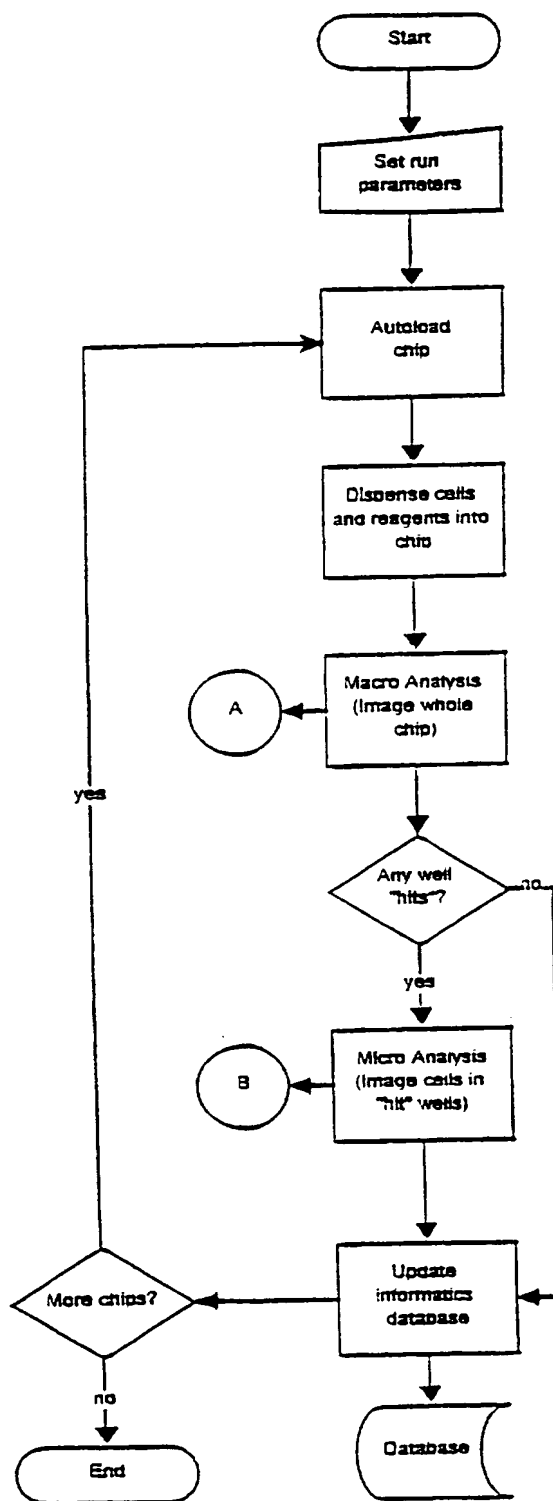 Start
Set run
parameters
Autoload
chip
Dispense cells
and reagents into
chip
Macro Analysis
(Image whole
chip)
A
yes
Any well
"hits"?
no
yes
Micro Analysis
(Image cells in
"hit" wells)
B
Update
informatics
database
More chips?
no
Database
End